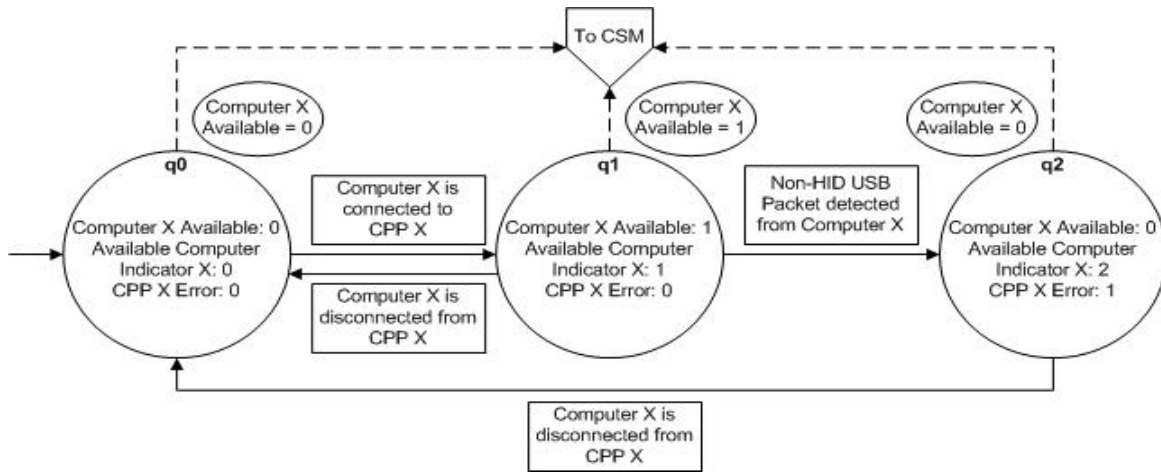 To CSM
Computer X
Available = 0
Computer X
Available = 1
Computer X
Available = 0
q0
q1
q2
Computer X Available: 0
Available Computer
Indicator X: 0
CPP X Error: 0
Computer X is
connected to
CPP X
Computer X is
disconnected from
CPP X
Computer X Available: 1
Available Computer
Indicator X: 1
CPP X Error: 0
Non-HID USB
Packet detected
from Computer X
Computer X Available: 0
Available Computer
Indicator X: 2
CPP X Error: 1
Computer X is
disconnected from
CPP X